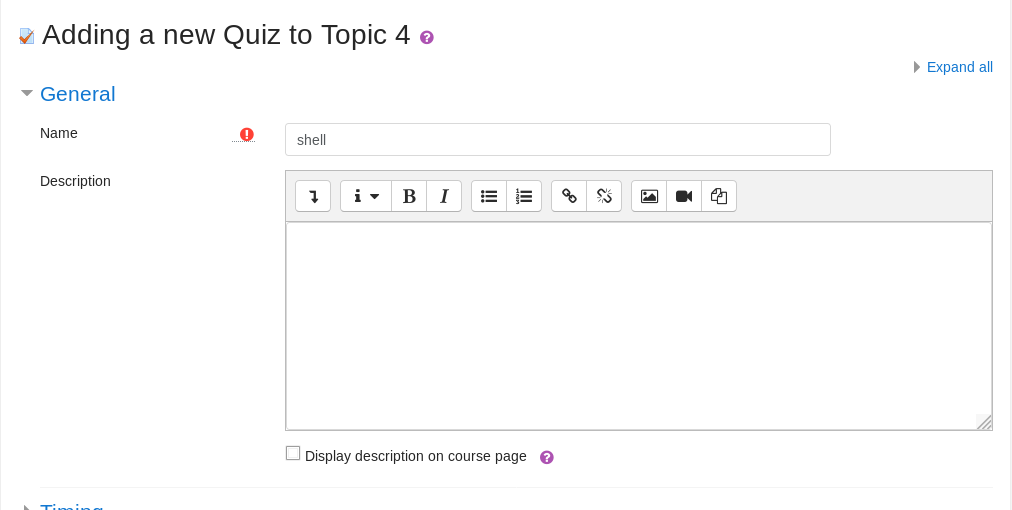 Adding a new Quiz to Topic 4
Expand all
General
Name
shell
Description
Display description on course page
Timing